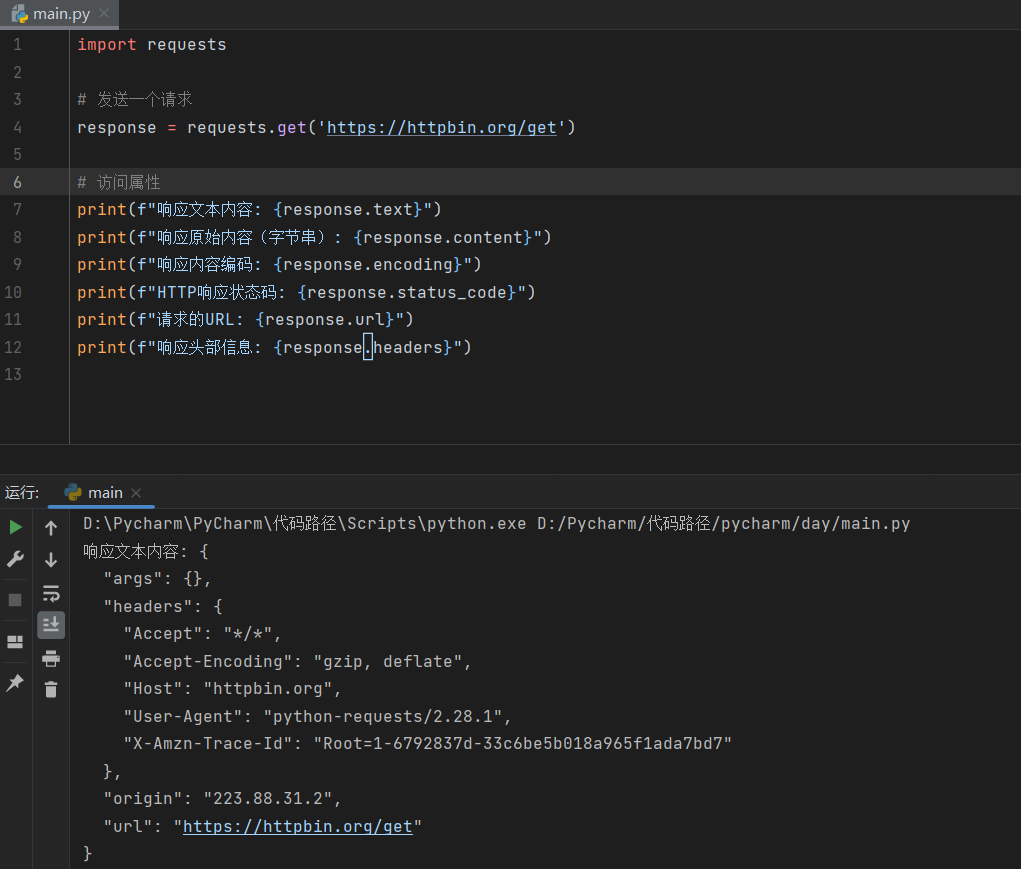 main.py
1 import requests
2
3 # 发送一个请求
4 response = requests.get('https://httpbin.org/get')
5
6 # 访问属性
7 print(f"响应文本内容: {response.text}")
8 print(f"响应原始内容（字节串）: {response.content}")
9 print(f"响应内容编码: {response.encoding}")
10 print(f"HTTP响应状态码: {response.status_code}")
11 print(f"请求的URL: {response.url}")
12 print(f"响应头部信息: {response.headers}")
13
运行: main
D:\Pycharm\PyCharm\代码路径\Scripts\python.exe D:/Pycharm/代码路径/pycharm/day/main.py
响应文本内容: {
  "args": {},
  "headers": {
    "Accept": "*/*",
    "Accept-Encoding": "gzip, deflate",
    "Host": "httpbin.org",
    "User-Agent": "python-requests/2.28.1",
    "X-Amzn-Trace-Id": "Root=1-6792837d-33c6be5b018a965f1ada7bd7"
  },
  "origin": "223.88.31.2",
  "url": "https://httpbin.org/get"
}